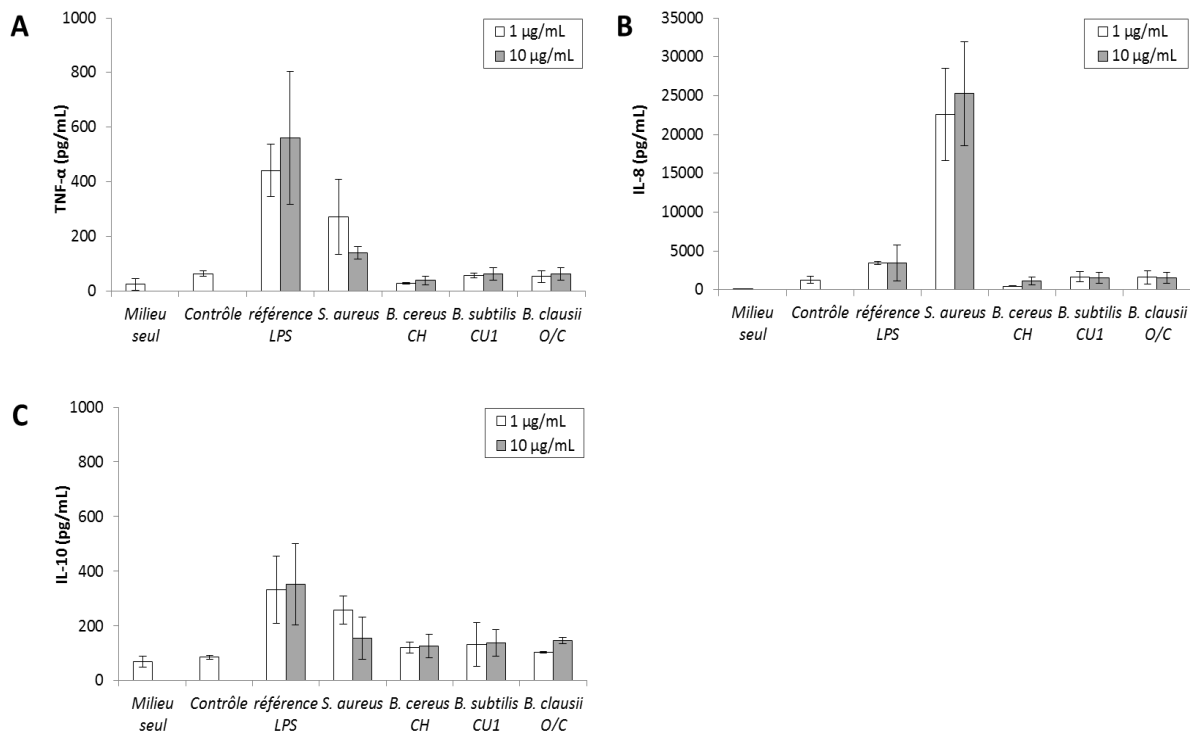 A
TNF-α (pg/mL)
1000
800
600
400
200
0
1 µg/mL
10 µg/mL
Milieu seul
Contrôle
référence LPS
S. aureus
B. cereus CH
B. subtilis CU1
B. clausii O/C
B
IL-8 (pg/mL)
35000
30000
25000
20000
15000
10000
5000
0
1 µg/mL
10 µg/mL
Milieu seul
Contrôle
référence LPS
S. aureus
B. cereus CH
B. subtilis CU1
B. clausii O/C
C
IL-10 (pg/mL)
1000
800
600
400
200
0
1 µg/mL
10 µg/mL
Milieu seul
Contrôle
référence LPS
S. aureus
B. cereus CH
B. subtilis CU1
B. clausii O/C